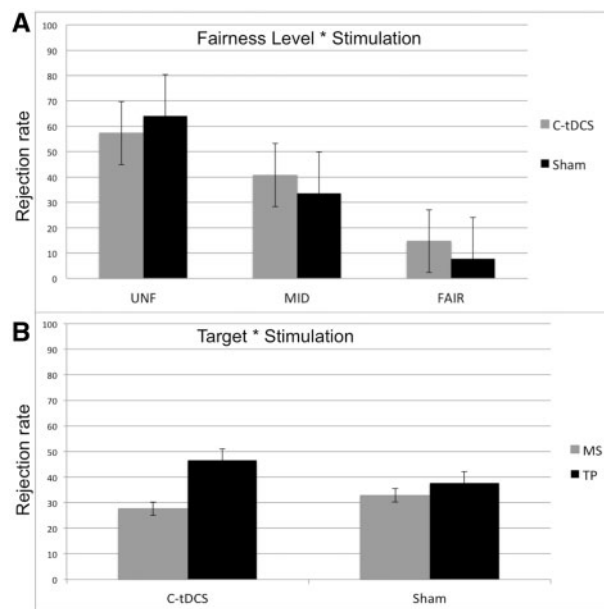 A
Fairness Level * Stimulation
Rejection rate
100
90
80
70
60
50
40
30
20
10
0
UNF MID FAIR
C-tDCS
Sham
B
Target * Stimulation
Rejection rate
100
90
80
70
60
50
40
30
20
10
0
C-tDCS Sham
MS
TP